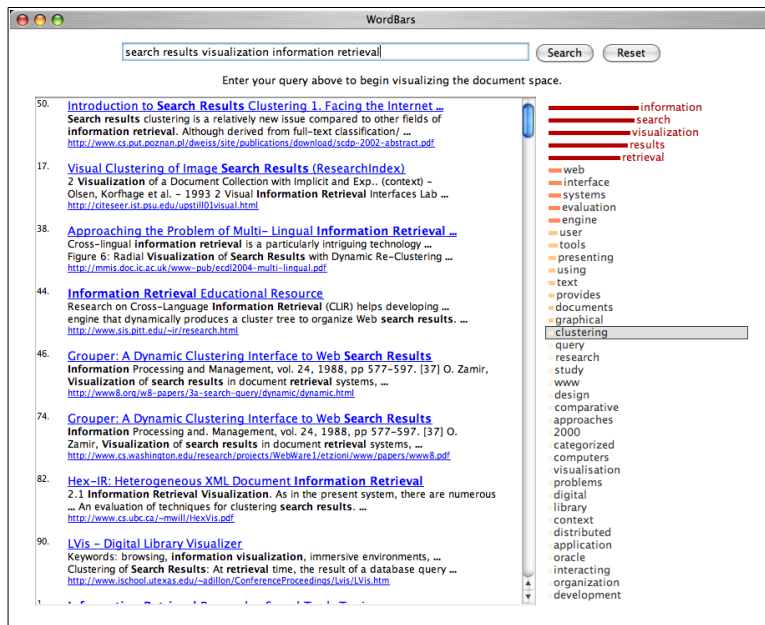 WordBars
search results visualization information retrieval
Search
Reset
Enter your query above to begin visualizing the document space.
50. Introduction to Search Results Clustering 1. Facing the Internet ...
Search results clustering is a relatively new issue compared to other fields of
information retrieval. Although derived from full-text classification/ ...
http://www.cs.put.poznan.pl/dweiss/site/publications/download/scdp-2002-abstract.pdf
17. Visual Clustering of Image Search Results (ResearchIndex)
2 Visualization of a Document Collection with Implicit and Exp.. (context) -
Olsen, Korfhage et al. - 1993 2 Visual Information Retrieval Interfaces Lab ...
http://citeseer.ist.psu.edu/upstill01visual.html
38. Approaching the Problem of Multi- Lingual Information Retrieval ...
Cross-lingual information retrieval is a particularly intriguing technology ...
Figure 6: Radial Visualization of Search Results with Dynamic Re-Clustering ...
http://mmis.doc.ic.ac.uk/www-pub/ecdl2004-multi-lingual.pdf
44. Information Retrieval Educational Resource
Research on Cross-Language Information Retrieval (CLIR) helps developing ...
engine that dynamically produces a cluster tree to organize Web search results. ...
http://www.sis.pitt.edu/~ir/research.html
46. Grouper: A Dynamic Clustering Interface to Web Search Results
Information Processing and Management, vol. 24, 1988, pp 577-597. [37] O. Zamir,
Visualization of search results in document retrieval systems, ...
http://www8.org/w8-papers/3a-search-query/dynamic/dynamic.html
74. Grouper: A Dynamic Clustering Interface to Web Search Results
Information Processing and. Management, vol. 24, 1988, pp 577-597. [37] O.
Zamir, Visualization of search results in document retrieval systems, ...
http://www.cs.washington.edu/research/projects/WebWare1/etzioni/www/papers/www8.pdf
82. Hex-IR: Heterogeneous XML Document Information Retrieval
2.1 Information Retrieval Visualization. As in the present system, there are numerous
... An evaluation of techniques for clustering search results. ...
http://www.cs.ubc.ca/~mwill/HexVis.pdf
90. LVis - Digital Library Visualizer
Keywords: browsing, information visualization, immersive environments, ...
Clustering of Search Results: At retrieval time, the result of a database query ...
http://www.ischool.utexas.edu/~adillon/ConferenceProceedings/Lvis/LVis.htm
information
search
visualization
results
retrieval
web
interface
systems
evaluation
engine
user
tools
presenting
using
text
provides
documents
graphical
clustering
query
research
study
www
design
comparative
approaches
2000
categorized
computers
visualisation
problems
digital
library
context
distributed
application
oracle
interacting
organization
development